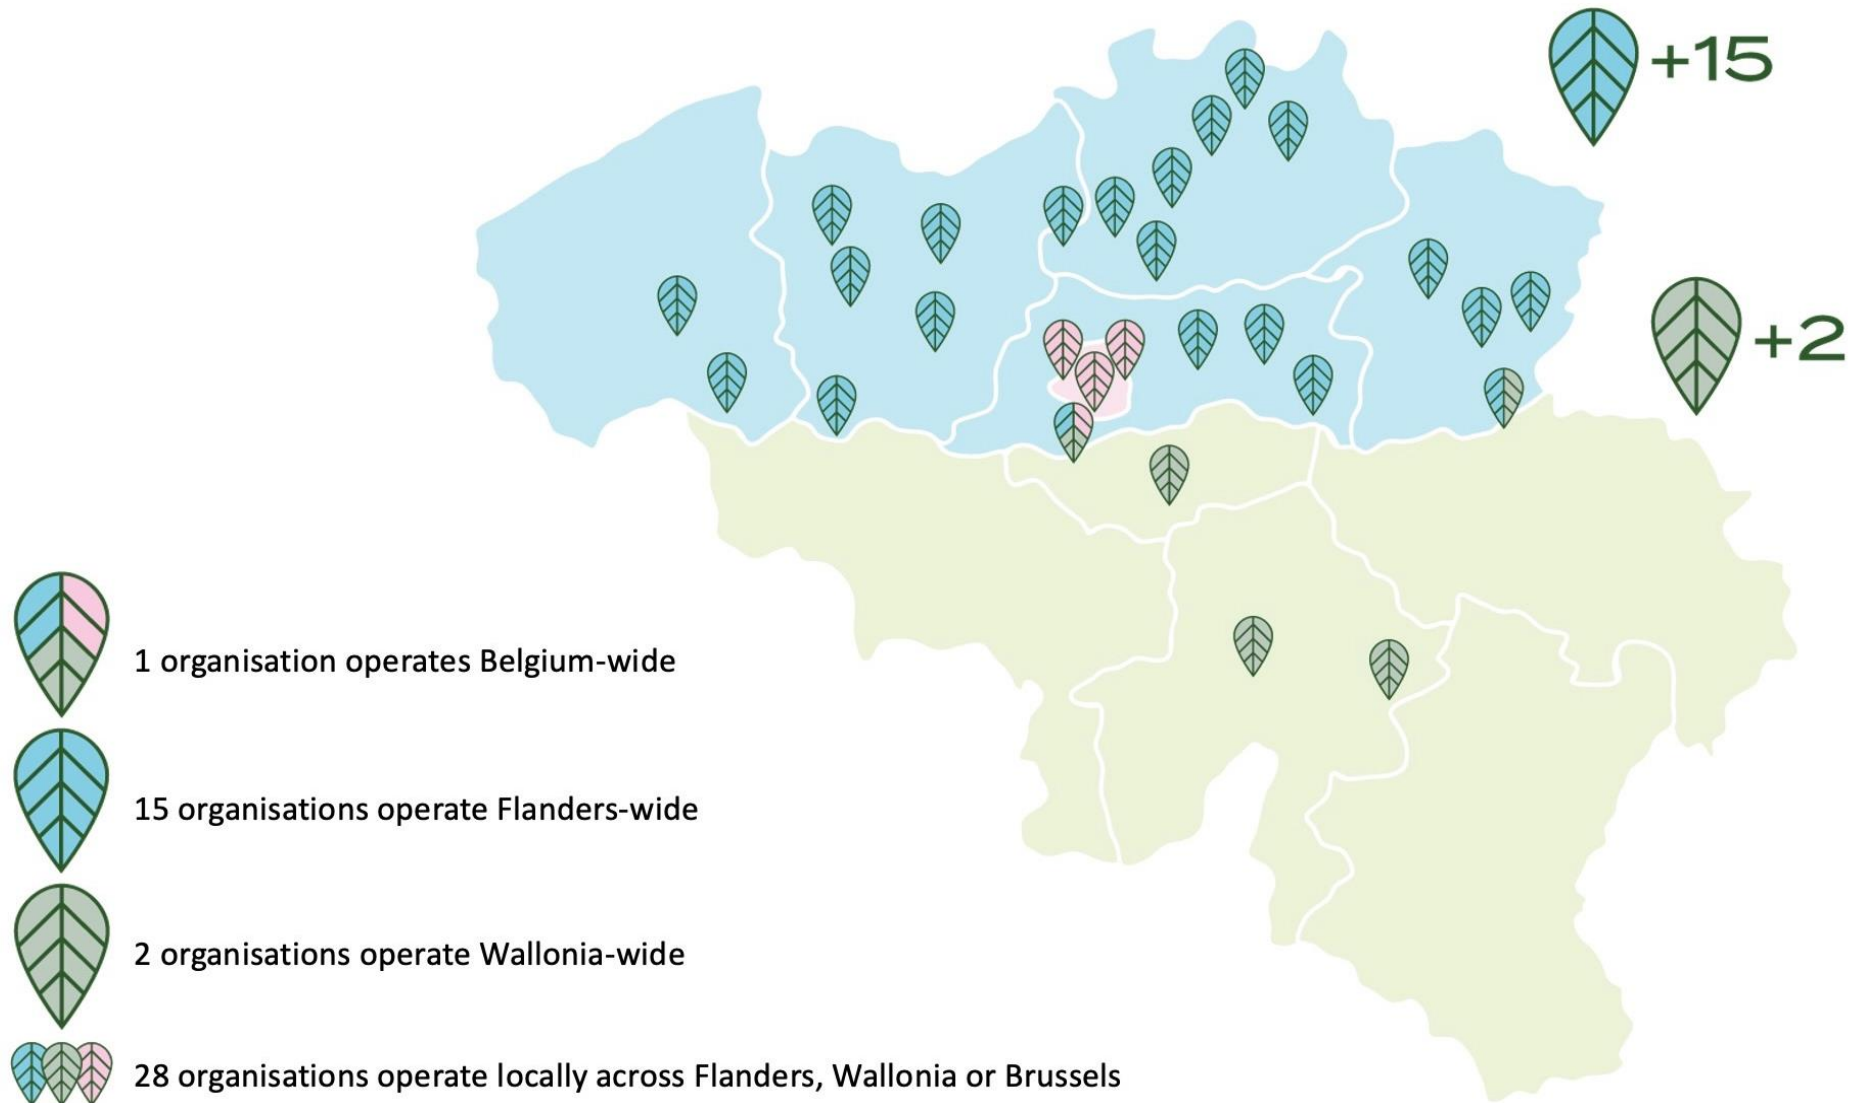 +15
+2
1 organisation operates Belgium-wide
15 organisations operate Flanders-wide
2 organisations operate Wallonia-wide
28 organisations operate locally across Flanders, Wallonia or Brussels